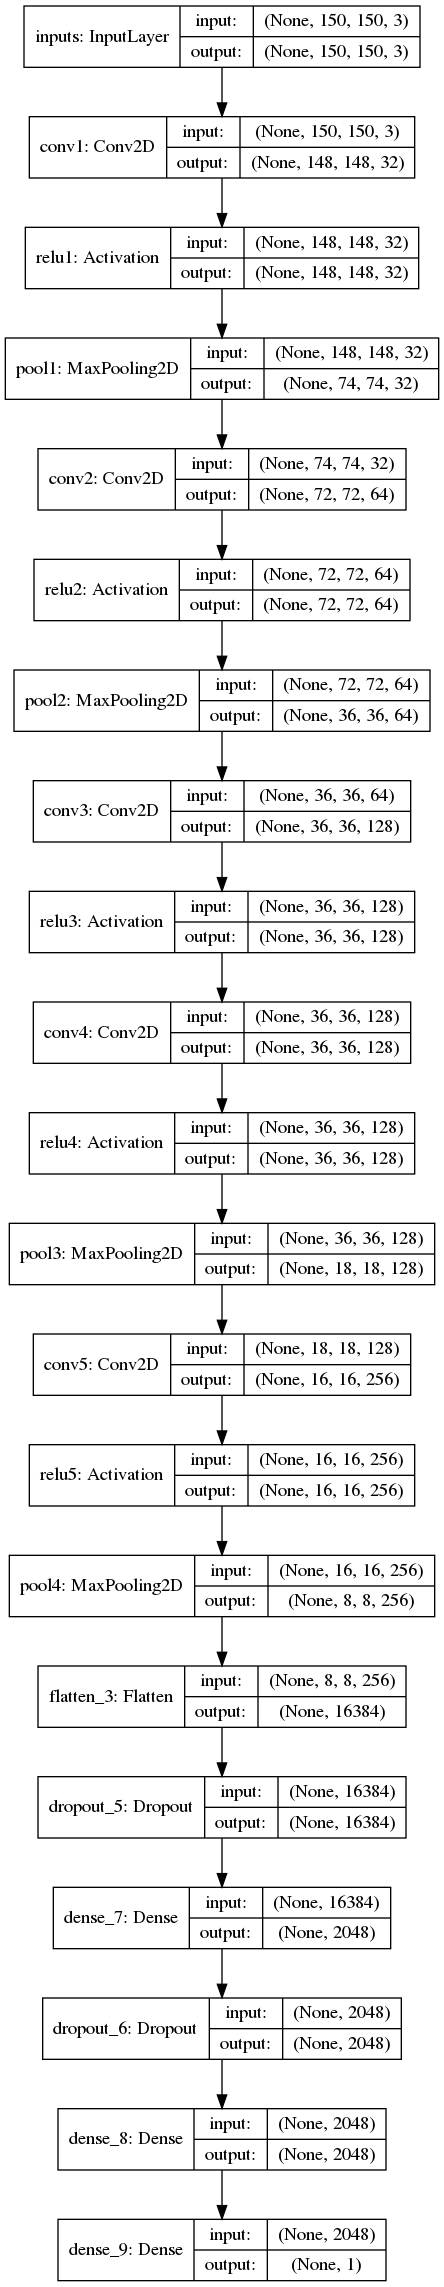 inputs: InputLayer
input: (None, 150, 150, 3)
output: (None, 150, 150, 3)
conv1: Conv2D
input: (None, 150, 150, 3)
output: (None, 148, 148, 32)
relu1: Activation
input: (None, 148, 148, 32)
output: (None, 148, 148, 32)
pool1: MaxPooling2D
input: (None, 148, 148, 32)
output: (None, 74, 74, 32)
conv2: Conv2D
input: (None, 74, 74, 32)
output: (None, 72, 72, 64)
relu2: Activation
input: (None, 72, 72, 64)
output: (None, 72, 72, 64)
pool2: MaxPooling2D
input: (None, 72, 72, 64)
output: (None, 36, 36, 64)
conv3: Conv2D
input: (None, 36, 36, 64)
output: (None, 36, 36, 128)
relu3: Activation
input: (None, 36, 36, 128)
output: (None, 36, 36, 128)
conv4: Conv2D
input: (None, 36, 36, 128)
output: (None, 36, 36, 128)
relu4: Activation
input: (None, 36, 36, 128)
output: (None, 36, 36, 128)
pool3: MaxPooling2D
input: (None, 36, 36, 128)
output: (None, 18, 18, 128)
conv5: Conv2D
input: (None, 18, 18, 128)
output: (None, 16, 16, 256)
relu5: Activation
input: (None, 16, 16, 256)
output: (None, 16, 16, 256)
pool4: MaxPooling2D
input: (None, 16, 16, 256)
output: (None, 8, 8, 256)
flatten_3: Flatten
input: (None, 8, 8, 256)
output: (None, 16384)
dropout_5: Dropout
input: (None, 16384)
output: (None, 16384)
dense_7: Dense
input: (None, 16384)
output: (None, 2048)
dropout_6: Dropout
input: (None, 2048)
output: (None, 2048)
dense_8: Dense
input: (None, 2048)
output: (None, 2048)
dense_9: Dense
input: (None, 2048)
output: (None, 1)